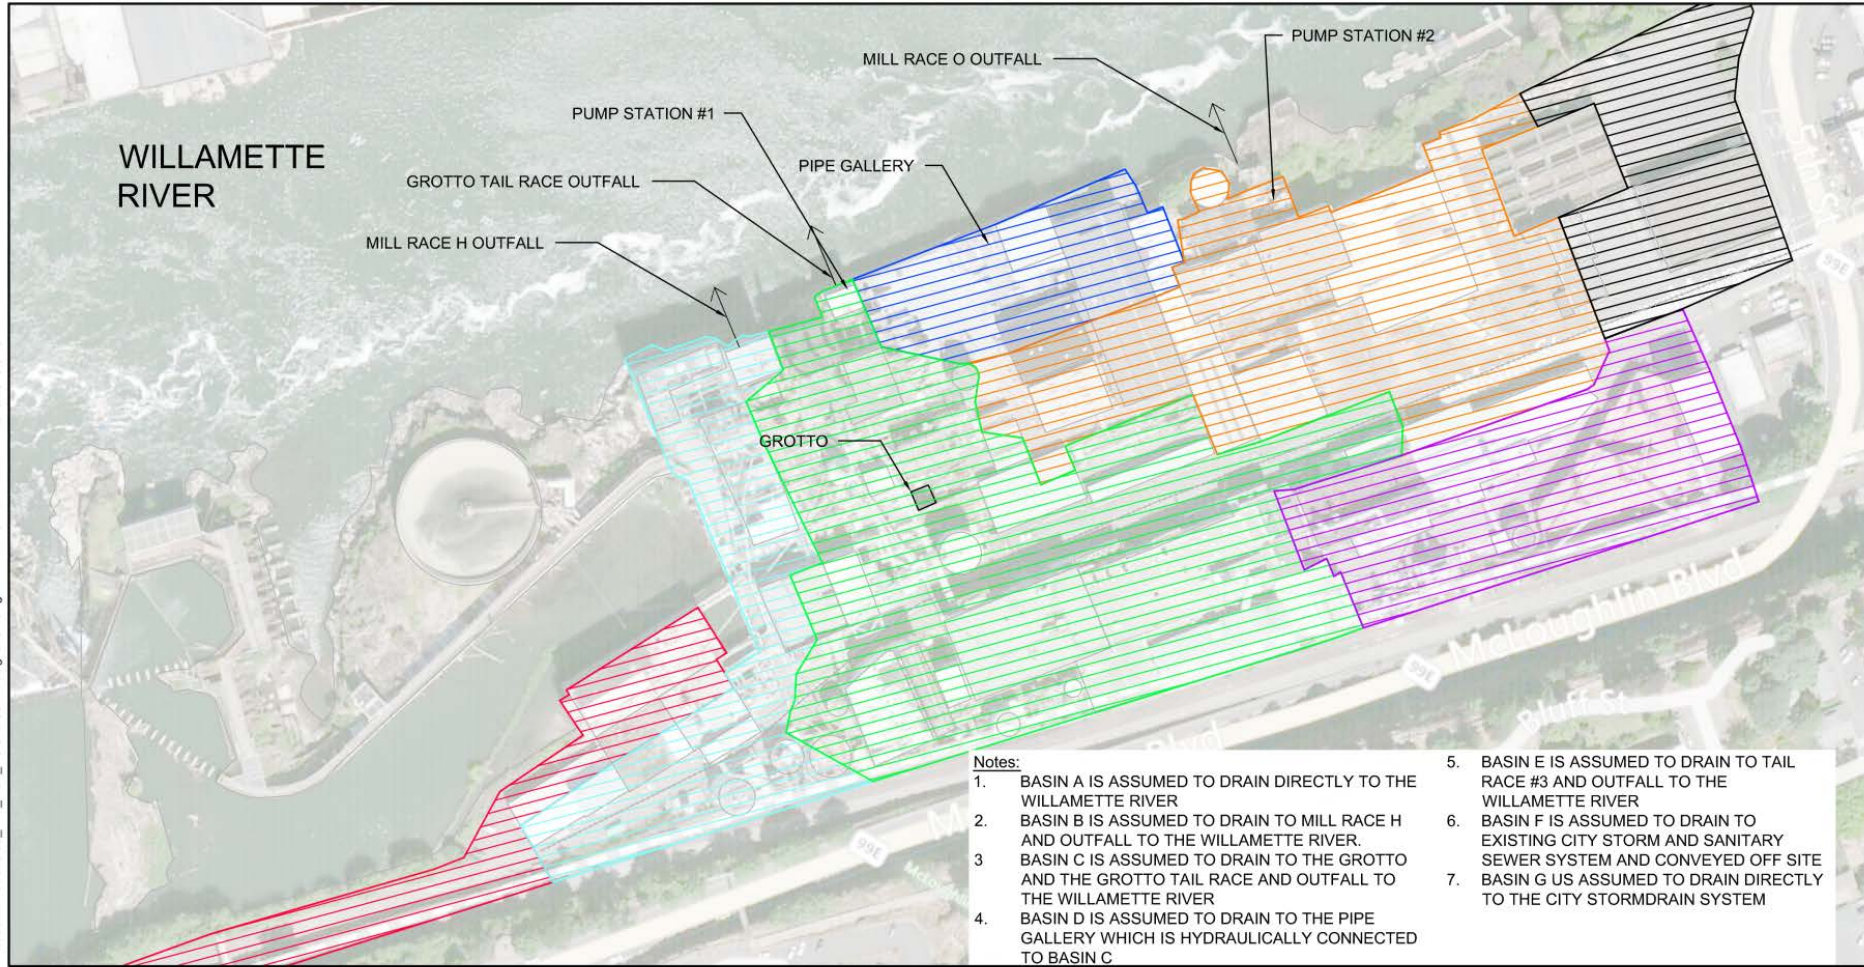 PUMP STATION #2
MILL RACE O OUTFALL
PUMP STATION #1
WILLAMETTE
RIVER
PIPE GALLERY
GROTTO TAIL RACE OUTFALL
MILL RACE H OUTFALL
99E
GROTTO
McLoughlin Blvd
99E
Bluff St
Blvd
99E
Notes:
1. BASIN A IS ASSUMED TO DRAIN DIRECTLY TO THE
WILLAMETTE RIVER
2. BASIN B IS ASSUMED TO DRAIN TO MILL RACE H
AND OUTFALL TO THE WILLAMETTE RIVER.
3 BASIN C IS ASSUMED TO DRAIN TO THE GROTTO
AND THE GROTTO TAIL RACE AND OUTFALL TO
THE WILLAMETTE RIVER
4. BASIN D IS ASSUMED TO DRAIN TO THE PIPE
GALLERY WHICH IS HYDRAULICALLY CONNECTED
TO BASIN C
5. BASIN E IS ASSUMED TO DRAIN TO TAIL
RACE #3 AND OUTFALL TO THE
WILLAMETTE RIVER
6. BASIN F IS ASSUMED TO DRAIN TO
EXISTING CITY STORM AND SANITARY
SEWER SYSTEM AND CONVEYED OFF SITE
7. BASIN G US ASSUMED TO DRAIN DIRECTLY
TO THE CITY STORMDRAIN SYSTEM